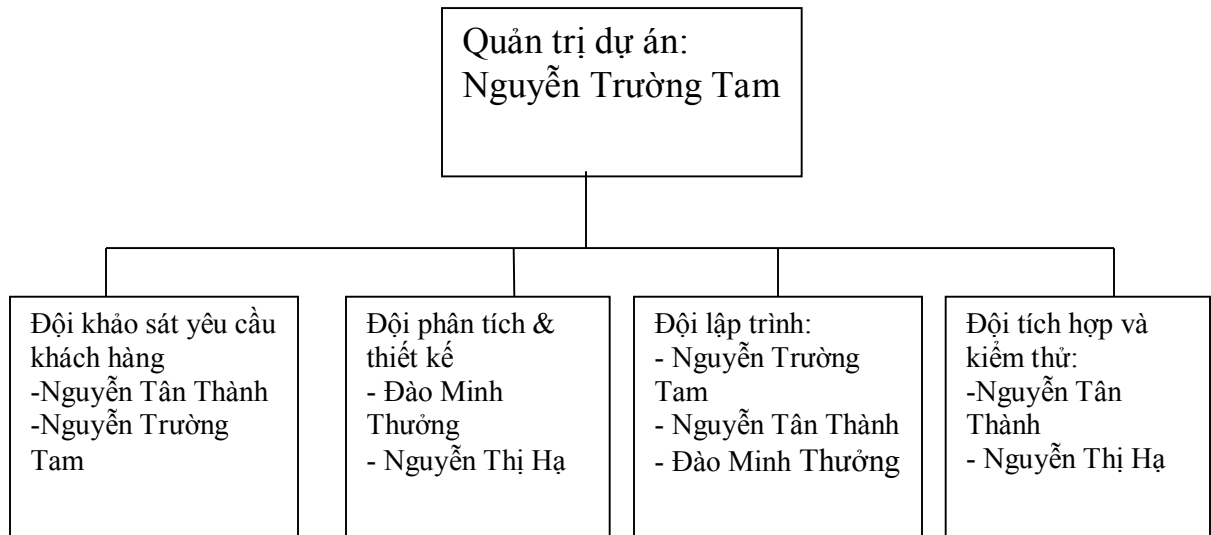 Quản trị dự án:
Nguyễn Trường Tam
Đội khảo sát yêu cầu
khách hàng
-Nguyễn Tân Thành
-Nguyễn Trường
Tam
Đội phân tích &
thiết kế
- Đào Minh
Thưởng
- Nguyễn Thị Hạ
Đội lập trình:
- Nguyễn Trường
Tam
- Nguyễn Tân Thành
- Đào Minh Thưởng
Đội tích hợp và
kiểm thử:
-Nguyễn Tân
Thành
- Nguyễn Thị Hạ